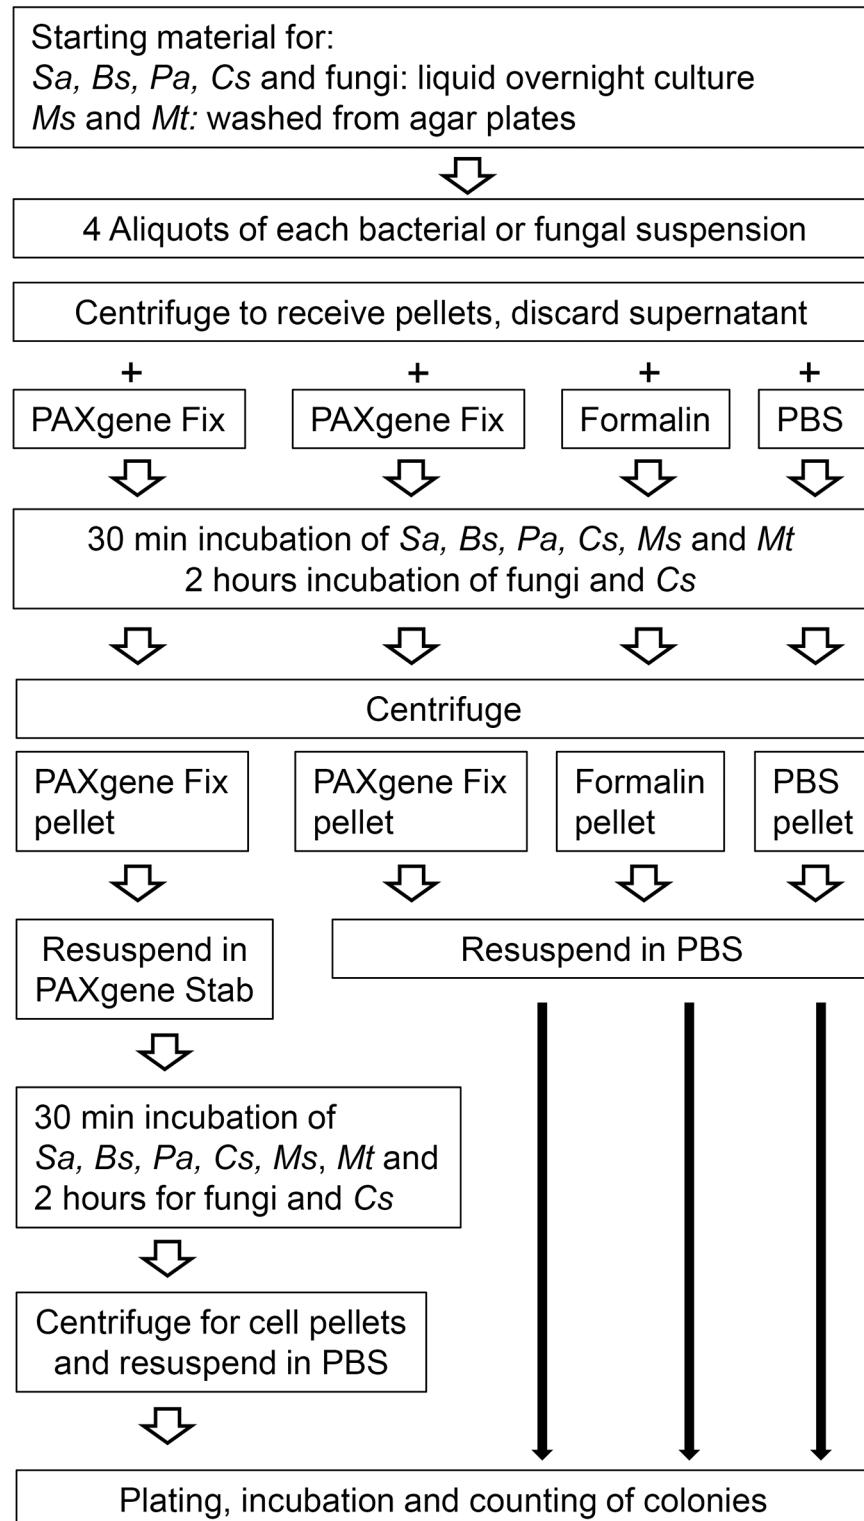 Starting material for:
Sa, Bs, Pa, Cs and fungi: liquid overnight culture
Ms and Mt: washed from agar plates
4 Aliquots of each bacterial or fungal suspension
Centrifuge to receive pellets, discard supernatant
+ + + +
PAXgene Fix PAXgene Fix Formalin PBS
30 min incubation of Sa, Bs, Pa, Cs, Ms and Mt
2 hours incubation of fungi and Cs
Centrifuge
PAXgene Fix
pellet
PAXgene Fix
pellet
Formalin
pellet
PBS
pellet
Resuspend in
PAXgene Stab
Resuspend in PBS
30 min incubation of
Sa, Bs, Pa, Cs, Ms, Mt and
2 hours for fungi and Cs
Centrifuge for cell pellets
and resuspend in PBS
Plating, incubation and counting of colonies